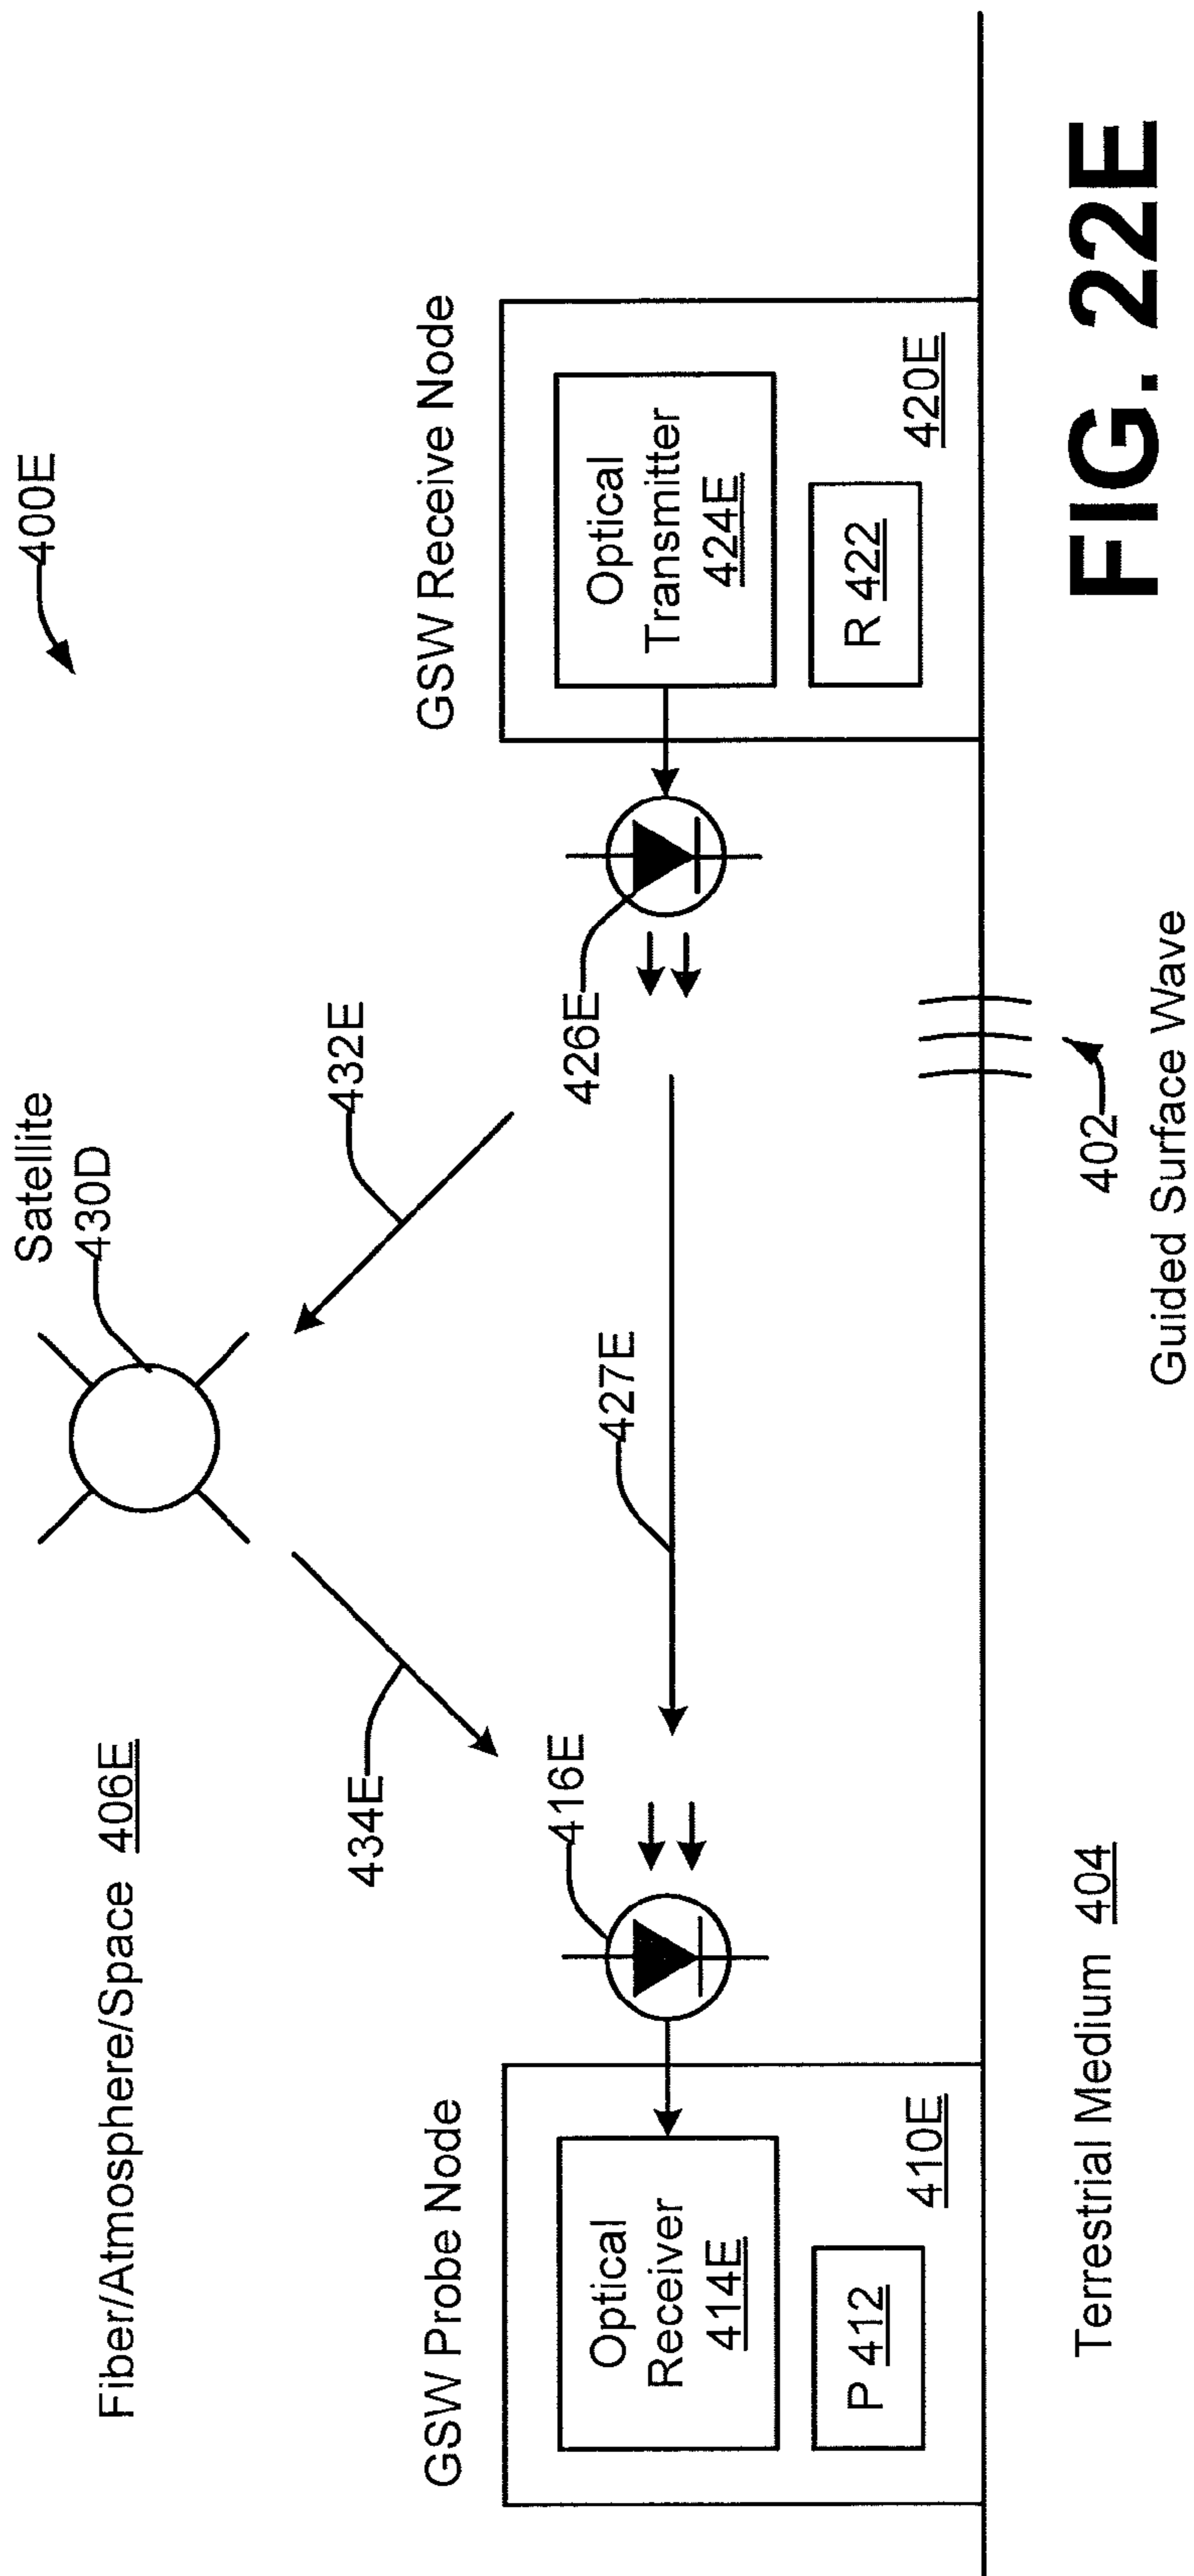 400E
Satellite
430D
Fiber/Atmosphere/Space 406E
434E
432E
GSW Probe Node
GSW Receive Node
416E
427E
426E
Optical
Receiver
414E
Optical
Transmitter
424E
P 412
410E
R 422
420E
Terrestrial Medium 404
402
Guided Surface Wave
FIG. 22E